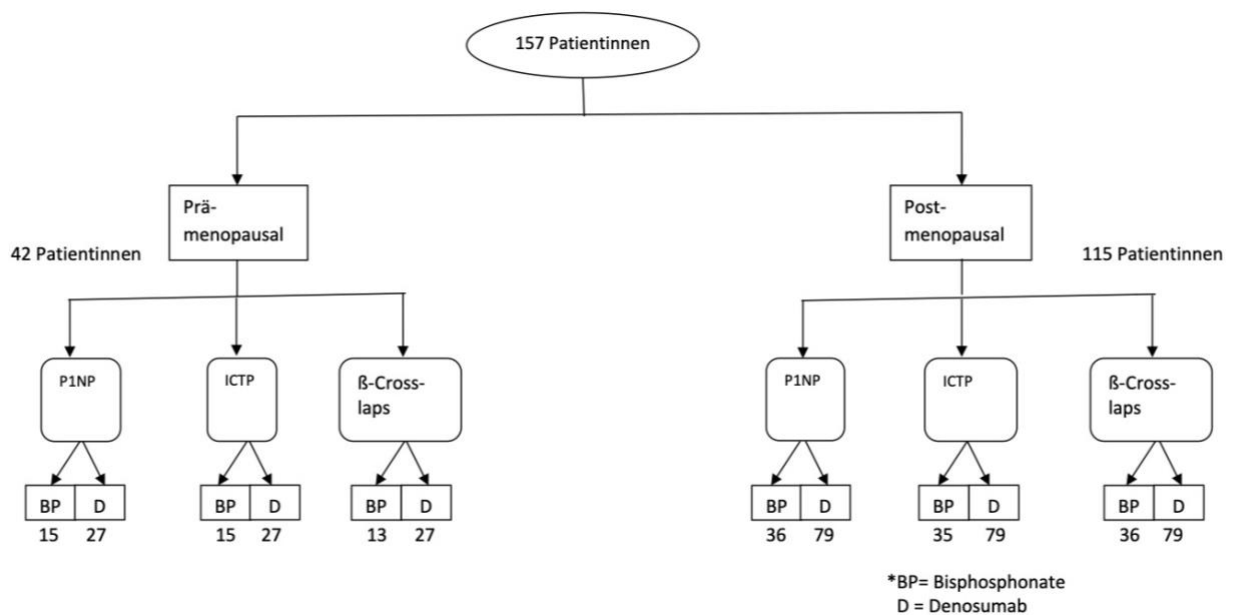 157 Patientinnen
Prä-
menopausal
42 Patientinnen
Post-
menopausal
115 Patientinnen
P1NP
ICTP
ß-Cross-
laps
P1NP
ICTP
ß-Cross-
laps
BP D
15 27
BP D
15 27
BP D
13 27
BP D
36 79
BP D
35 79
BP D
36 79
*BP= Bisphosphonate
D = Denosumab